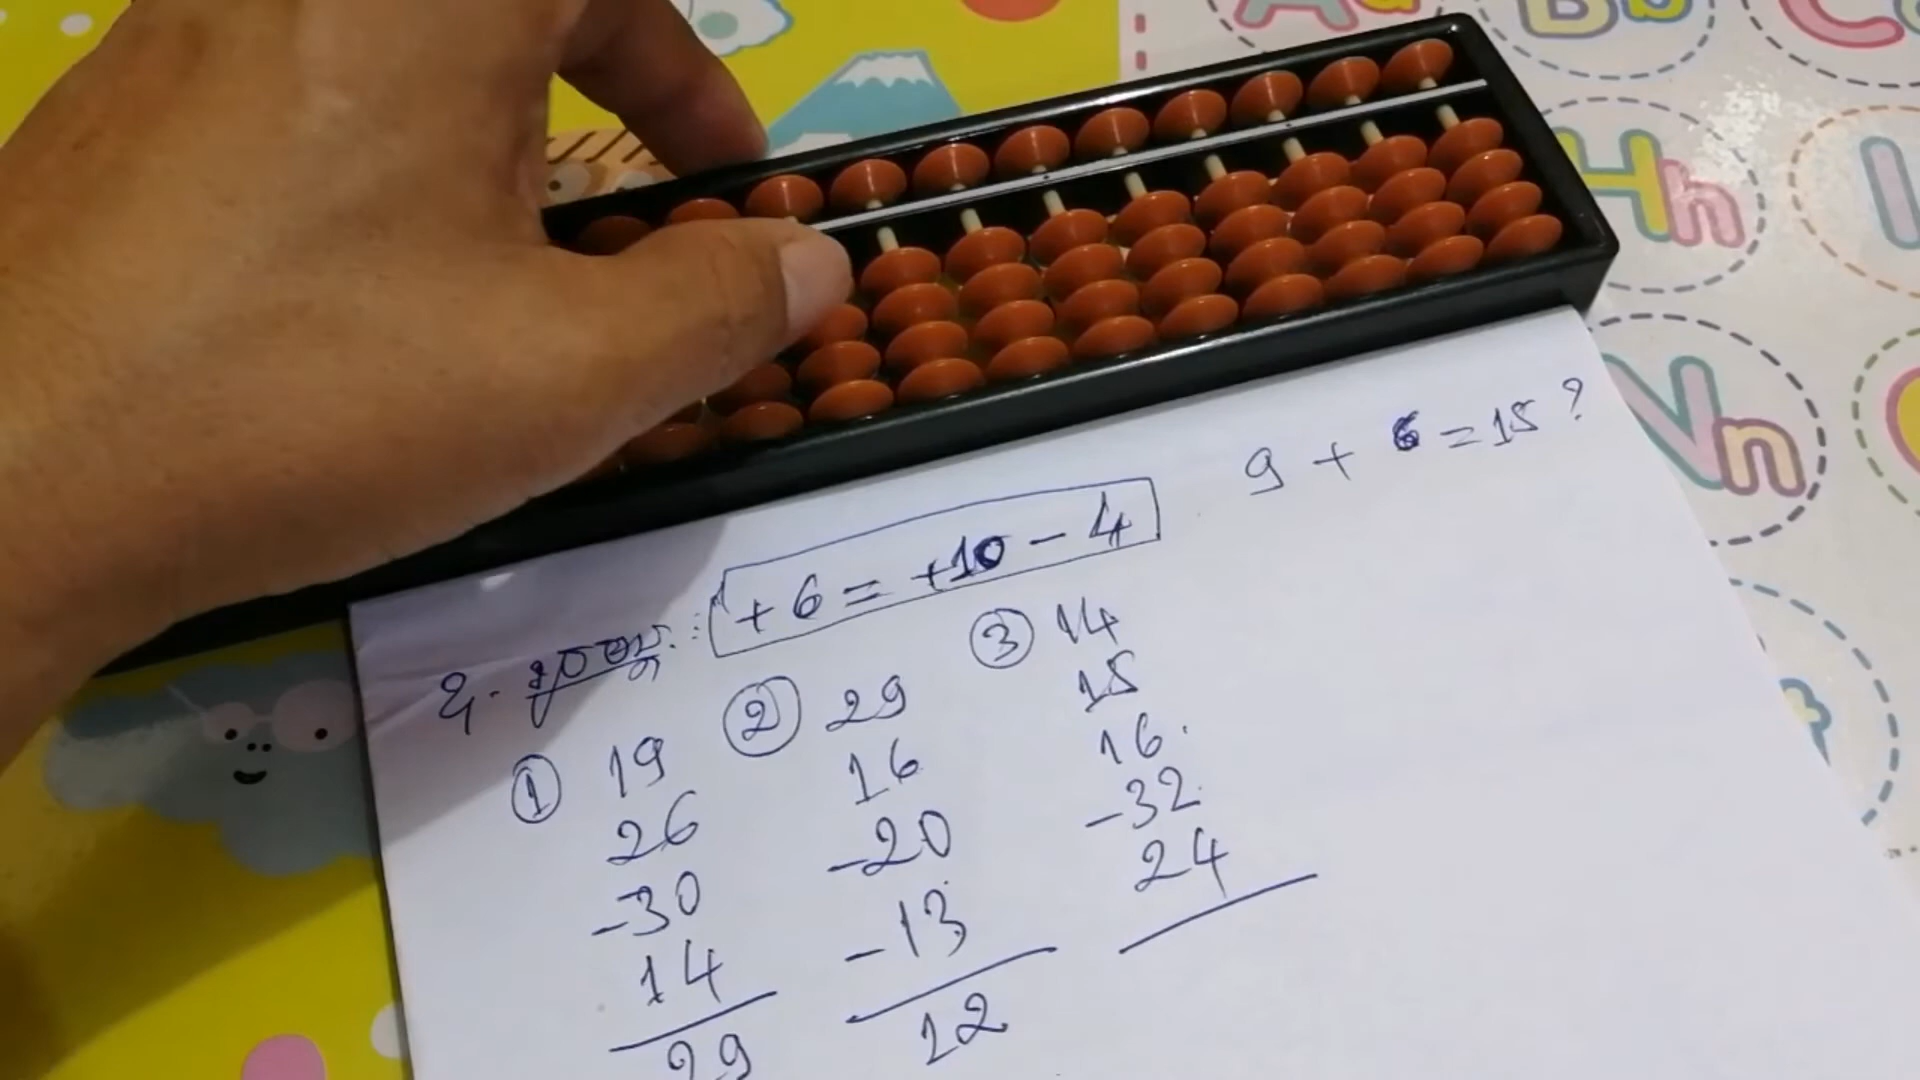 9 + 6 = 15 ?
+ 6 = +10 - 4
① 19
26
-30
14
29
② 29
16
-20
-13
12
③ 14
15
16
-32
24
A a
B b
C
H h
N n